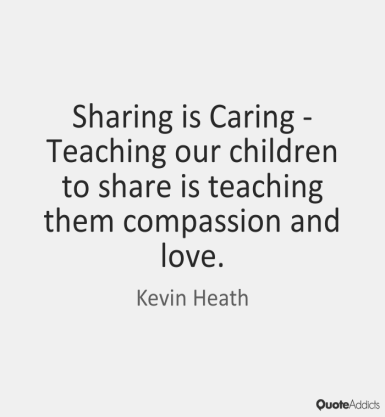 Sharing is Caring -
Teaching our children
to share is teaching
them compassion and
love.
Kevin Heath
QuoteAddicts